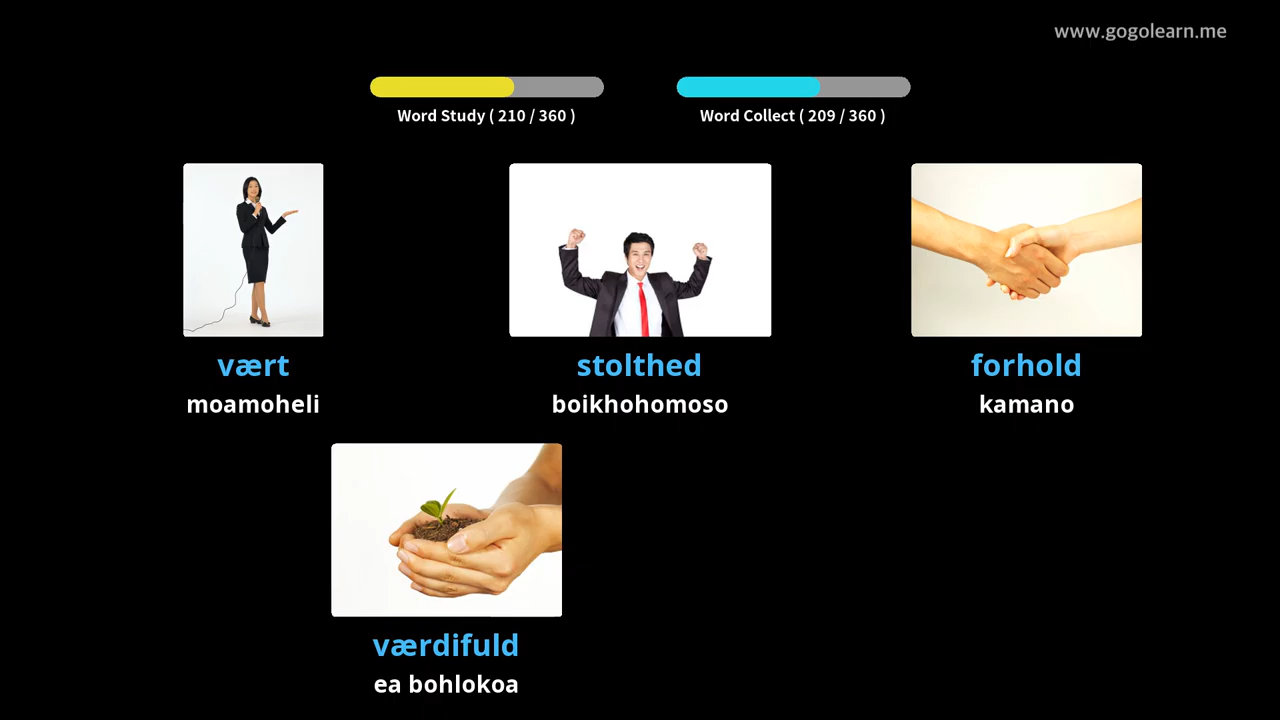 www.gogolearn.me
Word Study ( 210 / 360 )
Word Collect ( 209 / 360 )
vært
moamoheli
stolthed
boikhohomoso
forhold
kamano
værdifuld
ea bohlokoa